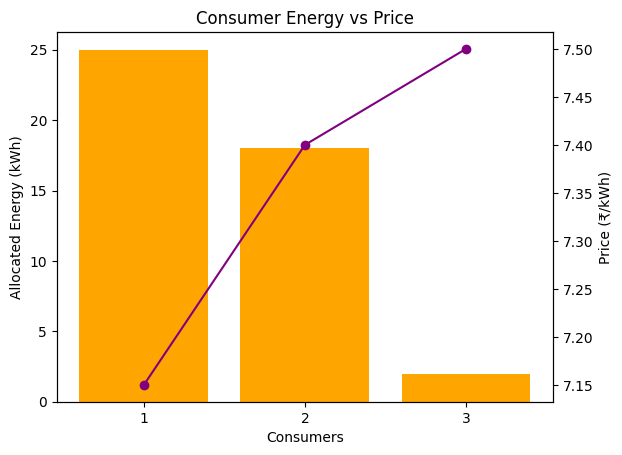 Consumer Energy vs Price
Allocated Energy (kWh)
25
20
15
10
5
0
7.50
7.45
7.40
7.35
7.30
7.25
7.20
7.15
Price (₹/kWh)
1 2 3
Consumers